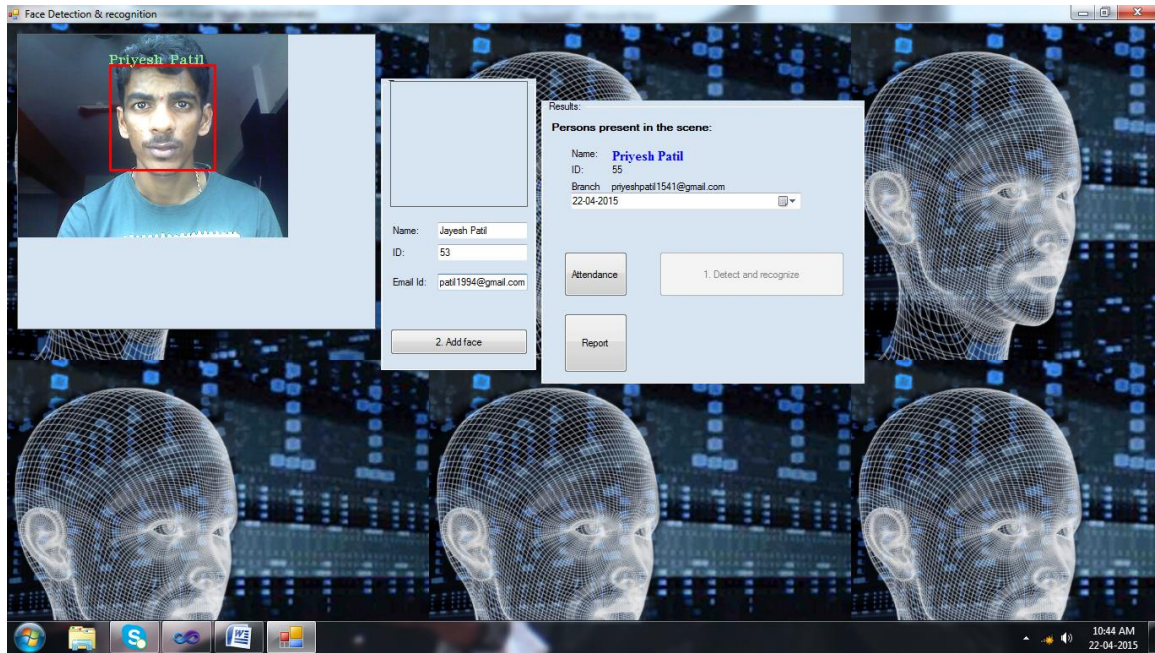 Face Detection & recognition
Priyesh Patil
Name: Jayesh Patil
ID: 53
Email Id: patil1994@gmail.com
2. Add face
Results:
Persons present in the scene:
Name: Priyesh Patil
ID: 55
Branch priyeshpatil1541@gmail.com
22-04-2015
Attendance
1. Detect and recognize
Report
10:44 AM
22-04-2015